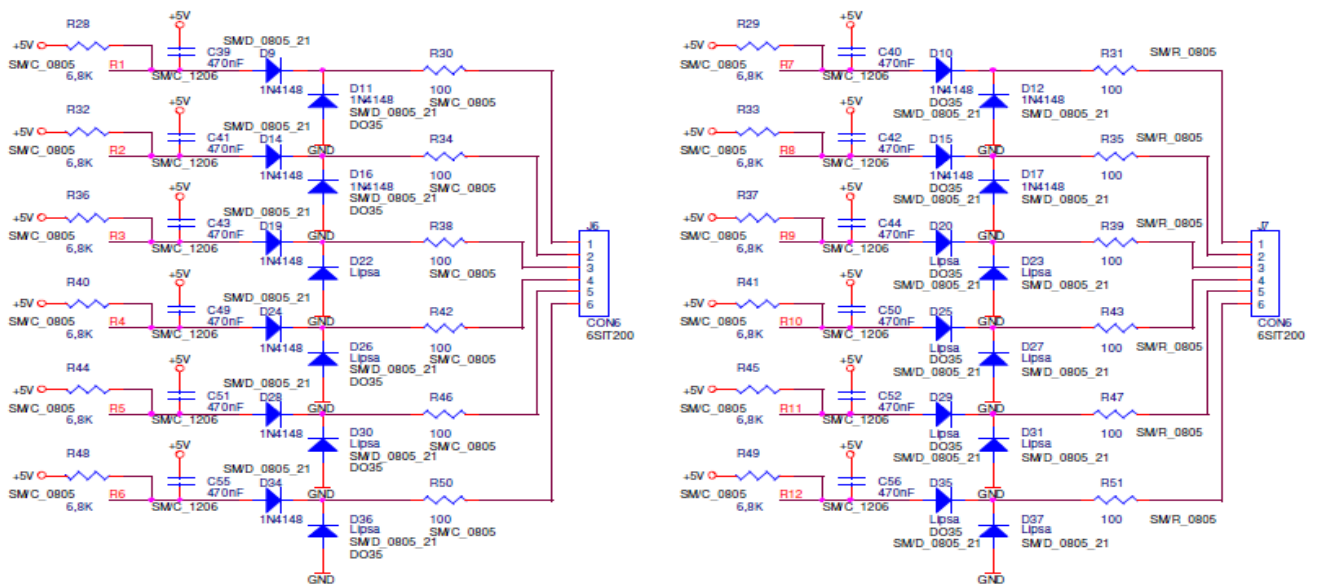 R28
+5V
+5V
SM/D_0805_21
C39
D9
R30
SM/C_0805
470nF
6,8K
R1
SM/C_1206
1N4148
D11
100
1N4148
SM/C_0805
SM/D_0805_21
DO35
R32
+5V
+5V
SM/D_0805_21
GND
C41
D14
R34
SM/C_0805
470nF
6,8K
R2
SM/C_1206
1N4148
D16
100
1N4148
SM/C_0805
SM/D_0805_21
DO35
R36
+5V
+5V
SM/D_0805_21
GND
C43
D19
R38
SM/C_0805
470nF
6,8K
R3
SM/C_1206
1N4148
D22
100
Lipsa
SM/C_0805
R40
+5V
+5V
SM/D_0805_21
GND
C49
D24
R42
SM/C_0805
470nF
6,8K
R4
SM/C_1206
1N4148
D26
100
Lipsa
SM/C_0805
SM/D_0805_21
DO35
R44
+5V
+5V
SM/D_0805_21
GND
C51
D28
R46
SM/C_0805
470nF
6,8K
R5
SM/C_1206
1N4148
D30
100
Lipsa
SM/C_0805
SM/D_0805_21
DO35
R48
+5V
+5V
SM/D_0805_21
GND
C55
D34
R50
SM/C_0805
470nF
6,8K
R6
SM/C_1206
1N4148
D36
100
Lipsa
SM/C_0805
SM/D_0805_21
DO35
GND
J6
1
2
3
4
5
6
CON6
6SIT200
R29
+5V
+5V
C40
D10
R31
SM/R_0805
SM/C_0805
470nF
6,8K
R7
SM/C_1206
1N4148
DO35
SM/D_0805_21
D12
1N4148
SM/D_0805_21
100
R33
+5V
+5V
GND
C42
D15
R35
SM/R_0805
SM/C_0805
470nF
6,8K
R8
SM/C_1206
1N4148
DO35
SM/D_0805_21
D17
1N4148
SM/D_0805_21
100
R37
+5V
+5V
GND
C44
D20
R39
SM/R_0805
SM/C_0805
470nF
6,8K
R9
SM/C_1206
Lipsa
DO35
SM/D_0805_21
D23
Lipsa
SM/D_0805_21
100
R41
+5V
+5V
GND
C50
D25
R43
SM/R_0805
SM/C_0805
470nF
6,8K
R10
SM/C_1206
Lipsa
DO35
SM/D_0805_21
D27
Lipsa
SM/D_0805_21
100
R45
+5V
+5V
GND
C52
D29
R47
SM/R_0805
SM/C_0805
470nF
6,8K
R11
SM/C_1206
Lipsa
DO35
SM/D_0805_21
D31
Lipsa
SM/D_0805_21
100
R49
+5V
+5V
GND
C56
D35
R51
SM/R_0805
SM/C_0805
470nF
6,8K
R12
SM/C_1206
Lipsa
DO35
SM/D_0805_21
D37
Lipsa
SM/D_0805_21
100
GND
J7
1
2
3
4
5
6
CON6
6SIT200